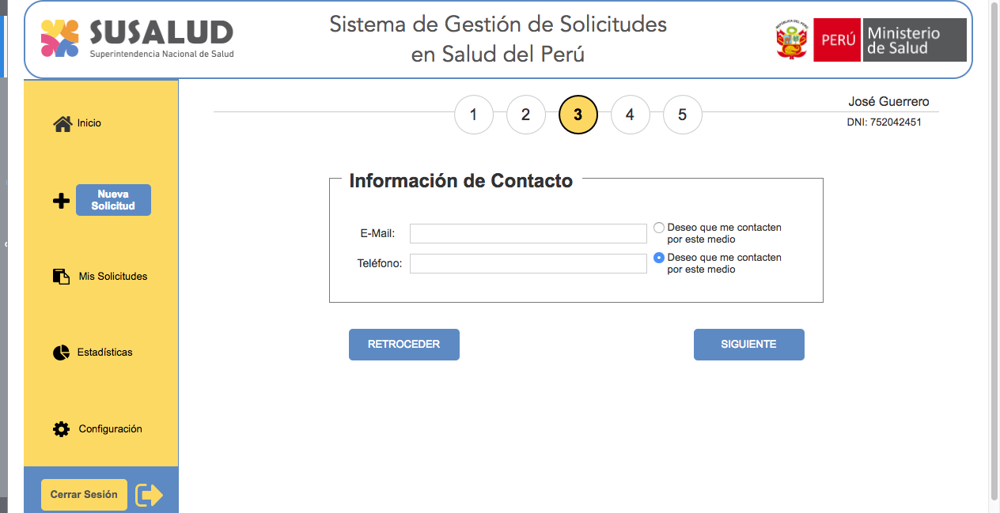 SUSALUD
Superintendencia Nacional de Salud
Sistema de Gestión de Solicitudes
en Salud del Perú
REPUBLICA DEL PERU
PERÚ
Ministerio
de Salud
Inicio
Nueva
Solicitud
Mis Solicitudes
Estadísticas
Configuración
Cerrar Sesión
1 2 3 4 5
José Guerrero
DNI: 752042451
Información de Contacto
E-Mail:
Deseo que me contacten
por este medio
Teléfono:
Deseo que me contacten
por este medio
RETROCEDER
SIGUIENTE